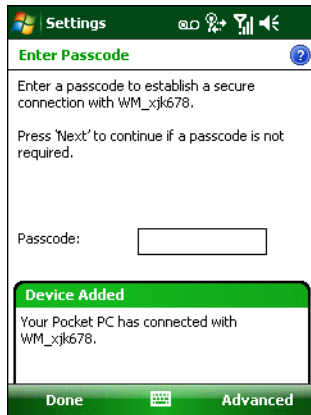 Settings
Enter Passcode
Enter a passcode to establish a secure
connection with WM_xjk678.
Press 'Next' to continue if a passcode is not
required.
Passcode:
Device Added
Your Pocket PC has connected with
WM_xjk678.
Done
Advanced